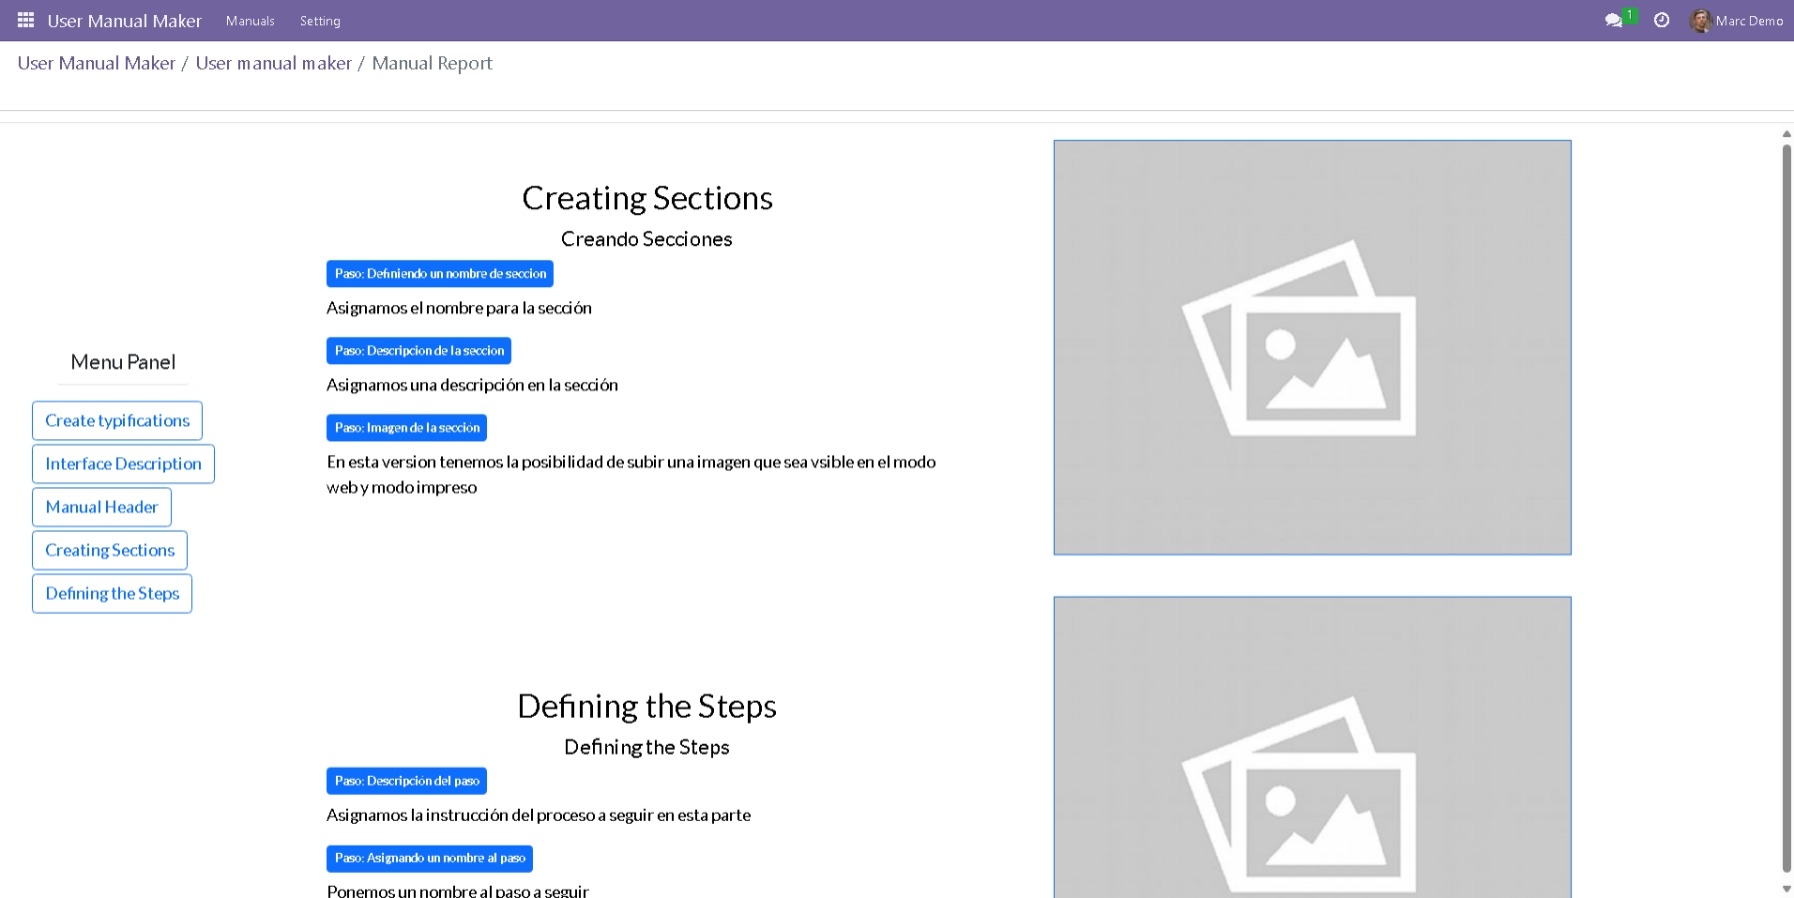 User Manual Maker Manuals Setting 1 Marc Demo
User Manual Maker / User manual maker / Manual Report
Menu Panel
Create typifications
Interface Description
Manual Header
Creating Sections
Defining the Steps
Creating Sections
Creando Secciones
Paso: Definiendo un nombre de seccion
Asignamos el nombre para la sección
Paso: Descripcion de la seccion
Asignamos una descripción en la sección
Paso: Imagen de la sección
En esta version tenemos la posibilidad de subir una imagen que sea vsible en el modo
web y modo impreso
Defining the Steps
Defining the Steps
Paso: Descripción del paso
Asignamos la instrucción del proceso a seguir en esta parte
Paso: Asignando un nombre al paso
Ponemos un nombre al paso a seguir